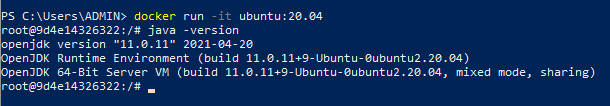 PS C:\Users\ADMIN> docker run -it ubuntu:20.04
root@9d4e14326322:/# java -version
openjdk version "11.0.11" 2021-04-20
OpenJDK Runtime Environment (build 11.0.11+9-Ubuntu-0ubuntu2.20.04)
OpenJDK 64-Bit Server VM (build 11.0.11+9-Ubuntu-0ubuntu2.20.04, mixed mode, sharing)
root@9d4e14326322:/#